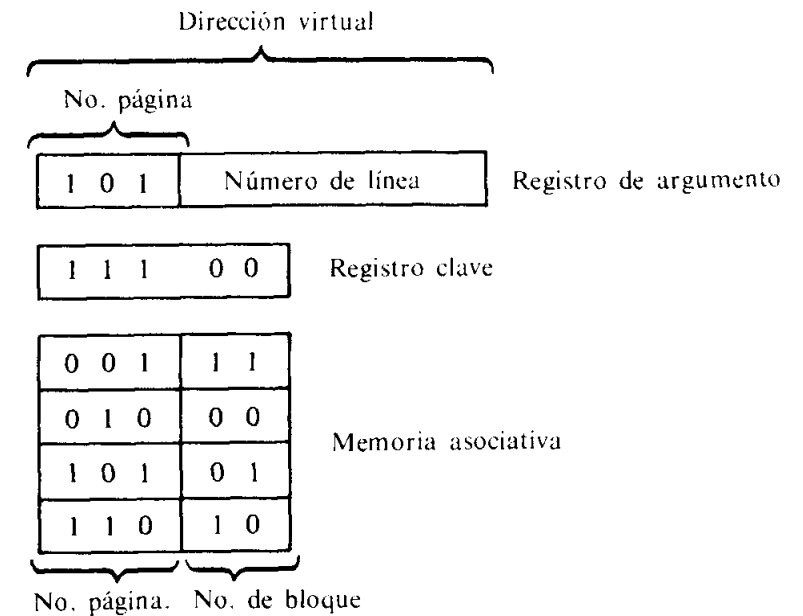 Dirección virtual
No. página
1 0 1 Número de línea Registro de argumento
1 1 1 0 0 Registro clave
0 0 1 1 1
0 1 0 0 0
Memoria asociativa
1 0 1 0 1
1 1 0 1 0
No. página. No. de bloque